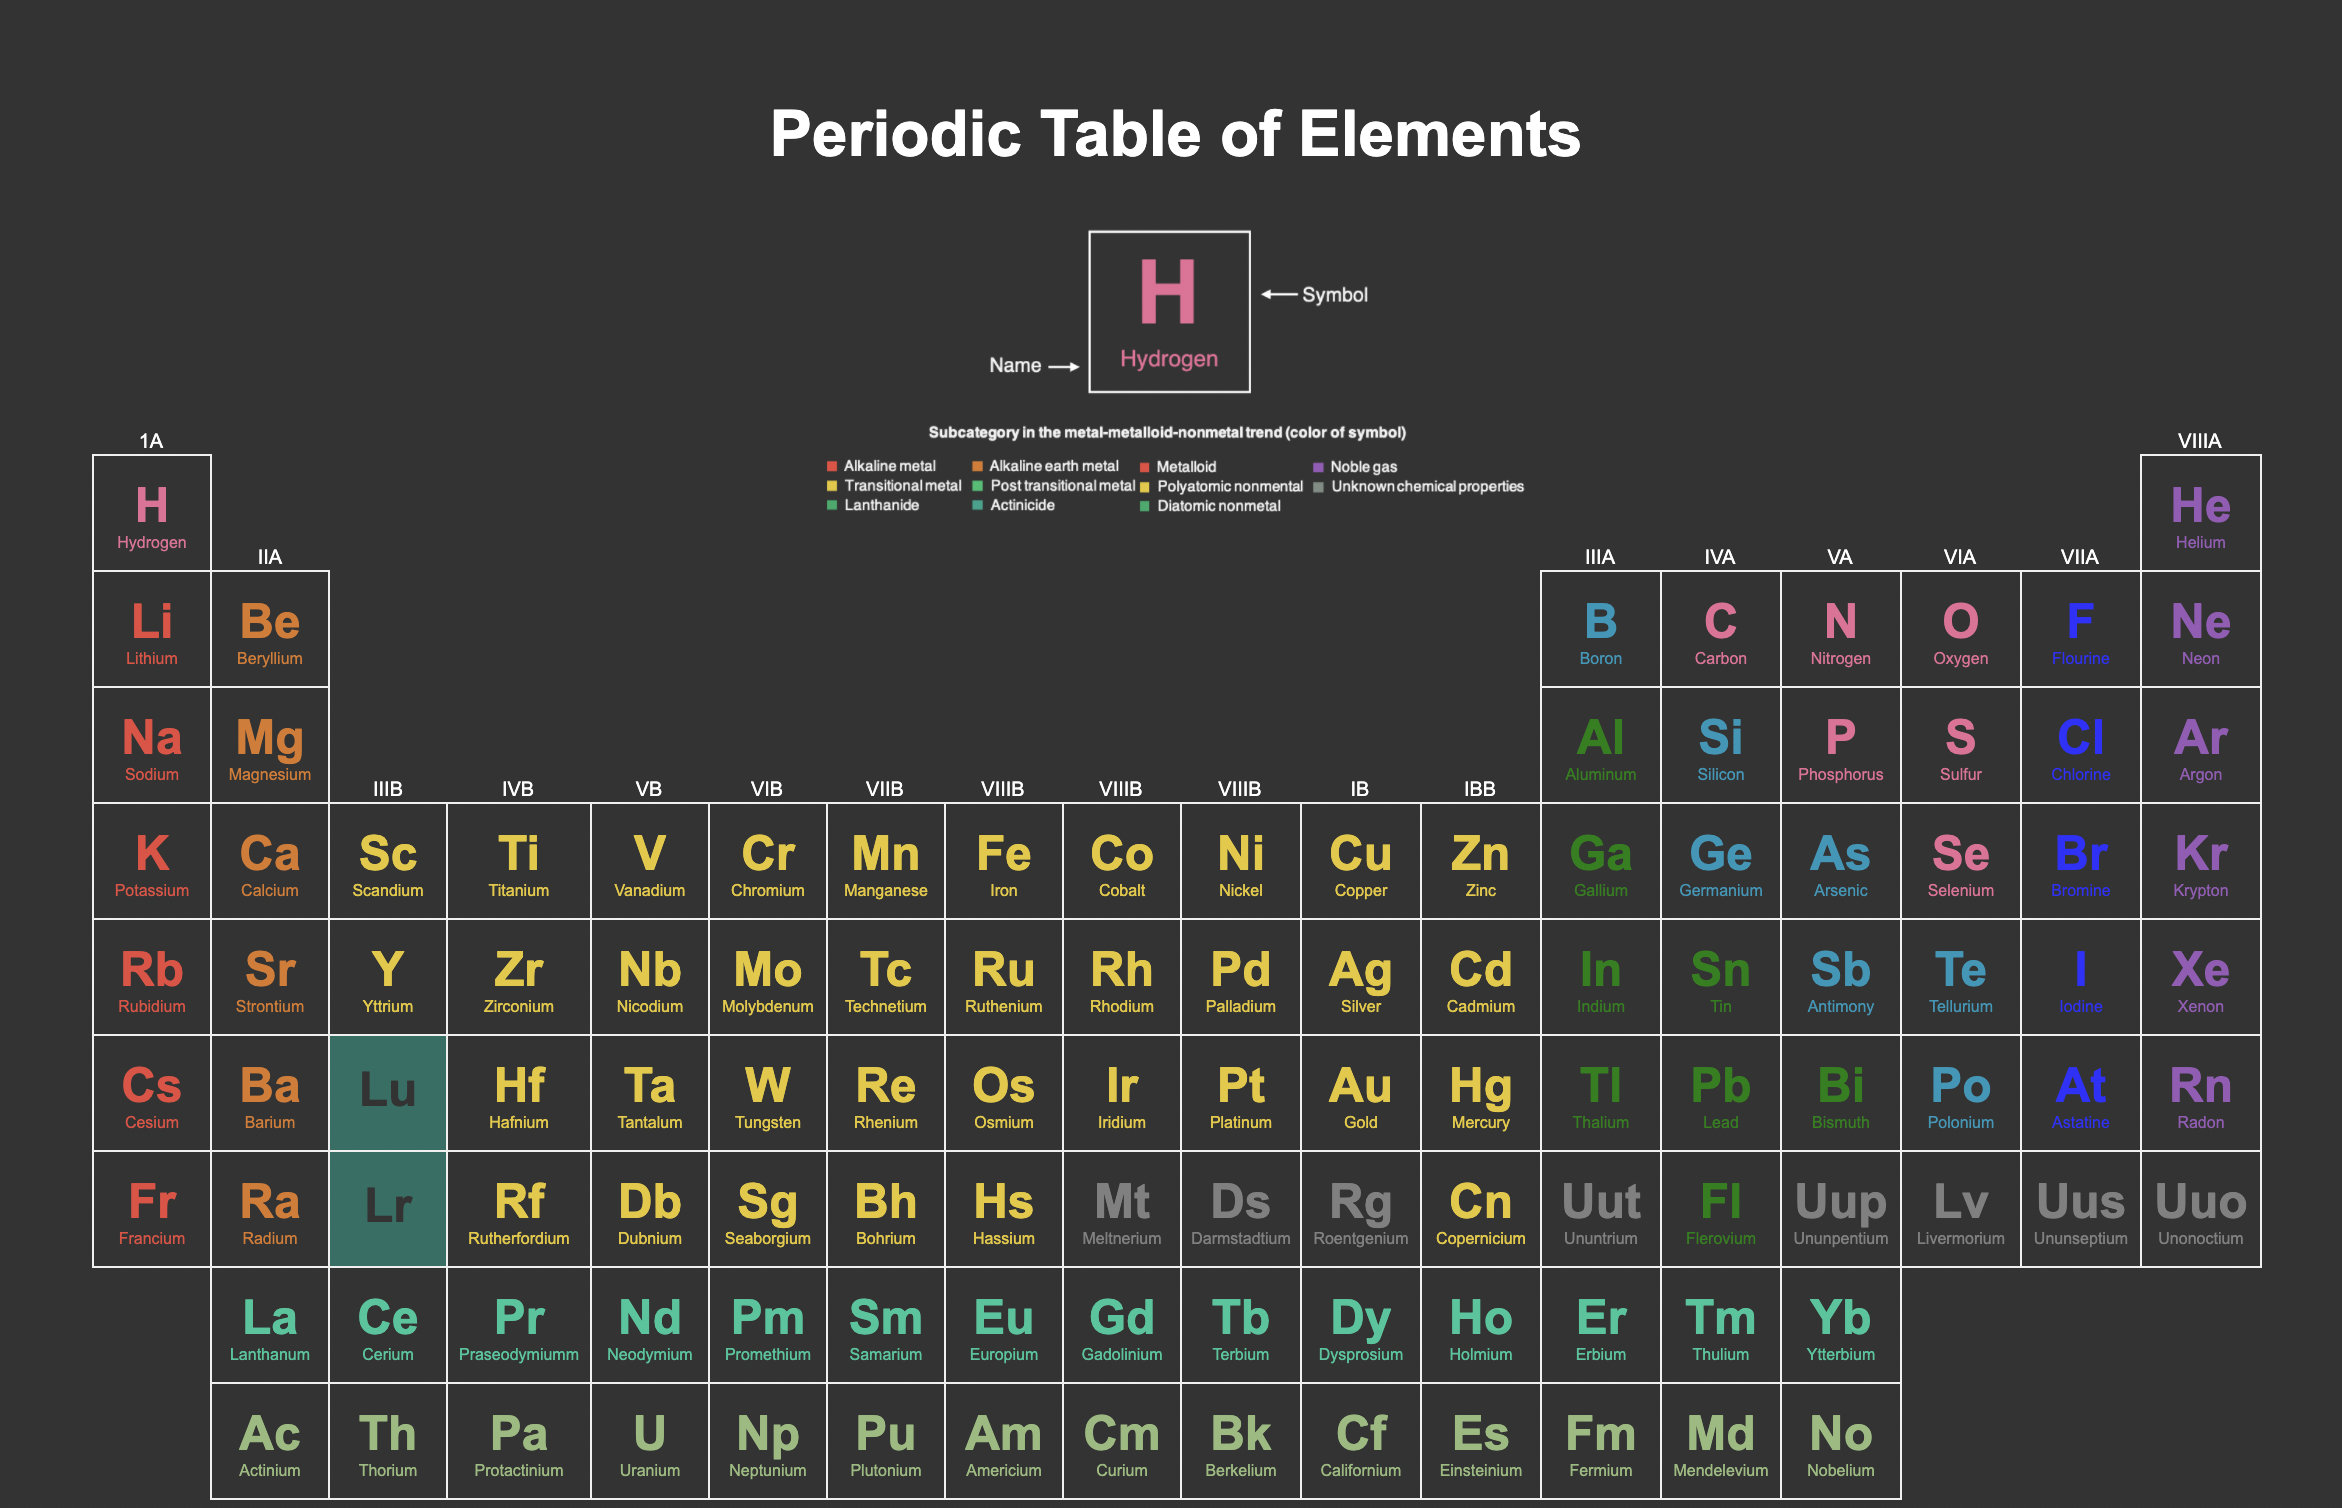 Periodic Table of Elements
H
Symbol
Name
Hydrogen
Subcategory in the metal-metalloid-nonmetal trend (color of symbol)
Alkaline metal Alkaline earth metal Metalloid Noble gas
Transitional metal Post transitional metal Polyatomic nonmental Unknown chemical properties
Lanthanide Actinicide Diatomic nonmetal
1A VIIIA
H He
Hydrogen Helium
IIA IIIA IVA VA VIA VIIA
Li Be B C N O F Ne
Lithium Beryllium Boron Carbon Nitrogen Oxygen Flourine Neon
Na Mg Al Si P S Cl Ar
Sodium Magnesium Aluminum Silicon Phosphorus Sulfur Chlorine Argon
IIIB IVB VB VIB VIIB VIIIB VIIIB VIIIB IB IBB
K Ca Sc Ti V Cr Mn Fe Co Ni Cu Zn Ga Ge As Se Br Kr
Potassium Calcium Scandium Titanium Vanadium Chromium Manganese Iron Cobalt Nickel Copper Zinc Gallium Germanium Arsenic Selenium Bromine Krypton
Rb Sr Y Zr Nb Mo Tc Ru Rh Pd Ag Cd In Sn Sb Te I Xe
Rubidium Strontium Yttrium Zirconium Nicodium Molybdenum Technetium Ruthenium Rhodium Palladium Silver Cadmium Indium Tin Antimony Tellurium Iodine Xenon
Cs Ba Lu Hf Ta W Re Os Ir Pt Au Hg Tl Pb Bi Po At Rn
Cesium Barium Hafnium Tantalum Tungsten Rhenium Osmium Iridium Platinum Gold Mercury Thalium Lead Bismuth Polonium Astatine Radon
Fr Ra Lr Rf Db Sg Bh Hs Mt Ds Rg Cn Uut Fl Uup Lv Uus Uuo
Francium Radium Rutherfordium Dubnium Seaborgium Bohrium Hassium Meltnerium Darmstadtium Roentgenium Copernicium Ununtrium Flerovium Ununpentium Livermorium Ununseptium Unonoctium
La Ce Pr Nd Pm Sm Eu Gd Tb Dy Ho Er Tm Yb
Lanthanum Cerium Praseodymiumm Neodymium Promethium Samarium Europium Gadolinium Terbium Dysprosium Holmium Erbium Thulium Ytterbium
Ac Th Pa U Np Pu Am Cm Bk Cf Es Fm Md No
Actinium Thorium Protactinium Uranium Neptunium Plutonium Americium Curium Berkelium Californium Einsteinium Fermium Mendelevium Nobelium